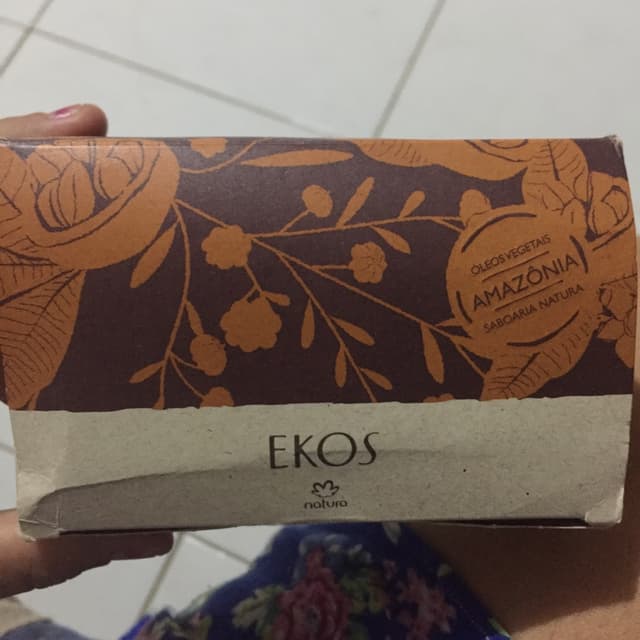 ÓLEOS VEGETAIS
AMAZÔNIA
SABOARIA NATURA
EKOS
natura